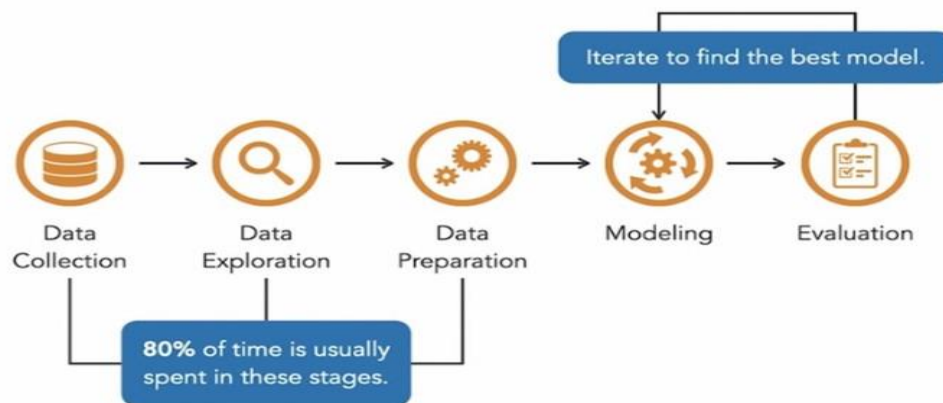 Iterate to find the best model.
Data
Collection
Data
Exploration
Data
Preparation
Modeling
Evaluation
80% of time is usually
spent in these stages.